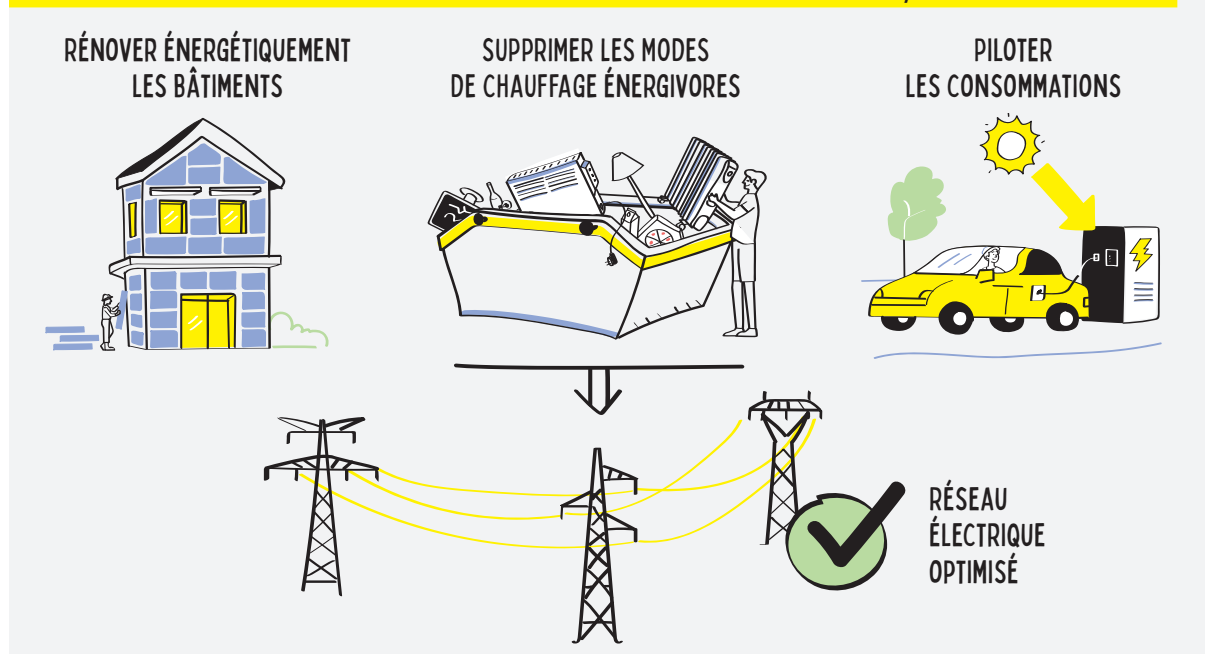 RÉNOVER ÉNERGÉTIQUEMENT
LES BÂTIMENTS
SUPPRIMER LES MODES
DE CHAUFFAGE ÉNERGIVORES
PILOTER
LES CONSOMMATIONS
RÉSEAU
ÉLECTRIQUE
OPTIMISÉ